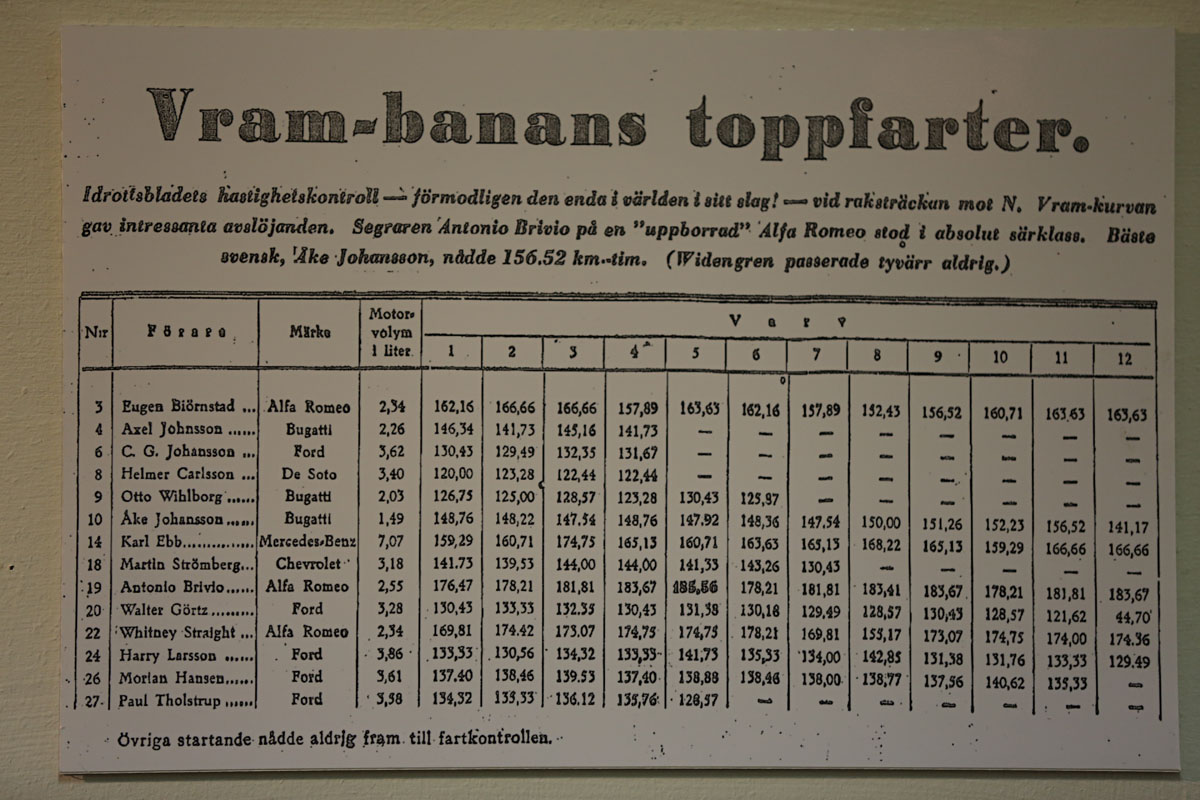 Vram-banans toppfarter.
Idrottsbladets hastighetskontroll — förmodligen den enda i världen i sitt slag! — vid raksträckan mot N. Vram-kurvan
gav intressanta avslöjanden. Segraren Antonio Brivio på en "uppborrad" Alfa Romeo stod i absolut särklass. Bäste
svensk, Åke Johansson, nådde 156.52 km.-tim. (Widengren passerade tyvärr aldrig.)
Nr Förare Märke Motor-volym i liter Varv
1 2 3 4 5 6 7 8 9 10 11 12
3 Eugen Biörnstad ... Alfa Romeo 2,34 162,16 166,66 166,66 157,89 163,63 162,16 157,89 152,43 156,52 160,71 163,63 163,63
4 Axel Johnsson ...... Bugatti 2,26 146,34 141,73 145,16 141,73 — — — — — — — —
6 C. G. Johansson ... Ford 3,62 130,43 129,49 132,35 131,67 — — — — — — — —
8 Helmer Carlsson ... De Soto 3,40 120,00 123,28 122,44 122,44 — — — — — — — —
9 Otto Wihlborg ...... Bugatti 2,03 126,75 125,00 128,57 123,28 130,43 125,97 — — — — — —
10 Åke Johansson ...... Bugatti 1,49 148,76 148,22 147.54 148,76 147.92 148,36 147.54 150,00 151,26 152,23 156,52 141,17
14 Karl Ebb.............. Mercedes-Benz 7,07 159,29 160,71 174,75 165,13 160,71 163,63 165,13 168,22 165,13 159,29 166,66 166,66
18 Martin Strömberg... Chevrolet 3,18 141.73 139,53 144,00 144,00 141,33 143,26 130,43 — — — — —
19 Antonio Brivio...... Alfa Romeo 2,55 176,47 178,21 181,81 183,67 185,56 178,21 181,81 183,41 183,67 178,21 181,81 183,67
20 Walter Görtz......... Ford 3,28 130,43 133,33 132.35 130,43 131,38 130,18 129,49 128,57 130,43 128,57 121,62 44,70
22 Whitney Straight ... Alfa Romeo 2,34 169,81 174.42 173.07 174,75 174,75 178,21 169,81 155,17 173,07 174,75 174,00 174.36
24 Harry Larsson ...... Ford 3,86 133,33 130,56 134,32 133,33 141,73 135,33 134,00 142,85 131,38 131,76 133,33 129.49
26 Morian Hansen...... Ford 3,61 137.40 138,46 139.53 137,40 138,88 138,46 138,00 138,77 137,56 140,62 135,33 —
27 Paul Tholstrup ...... Ford 3,58 134,32 135,33 136.12 135,76 128,57 — — — — — — —
Övriga startande nådde aldrig fram till fartkontrollen.